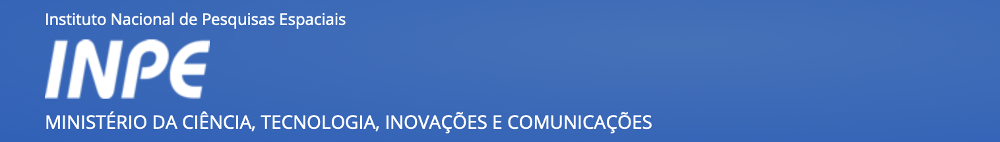 Instituto Nacional de Pesquisas Espaciais
INPE
MINISTÉRIO DA CIÊNCIA, TECNOLOGIA, INOVAÇÕES E COMUNICAÇÕES